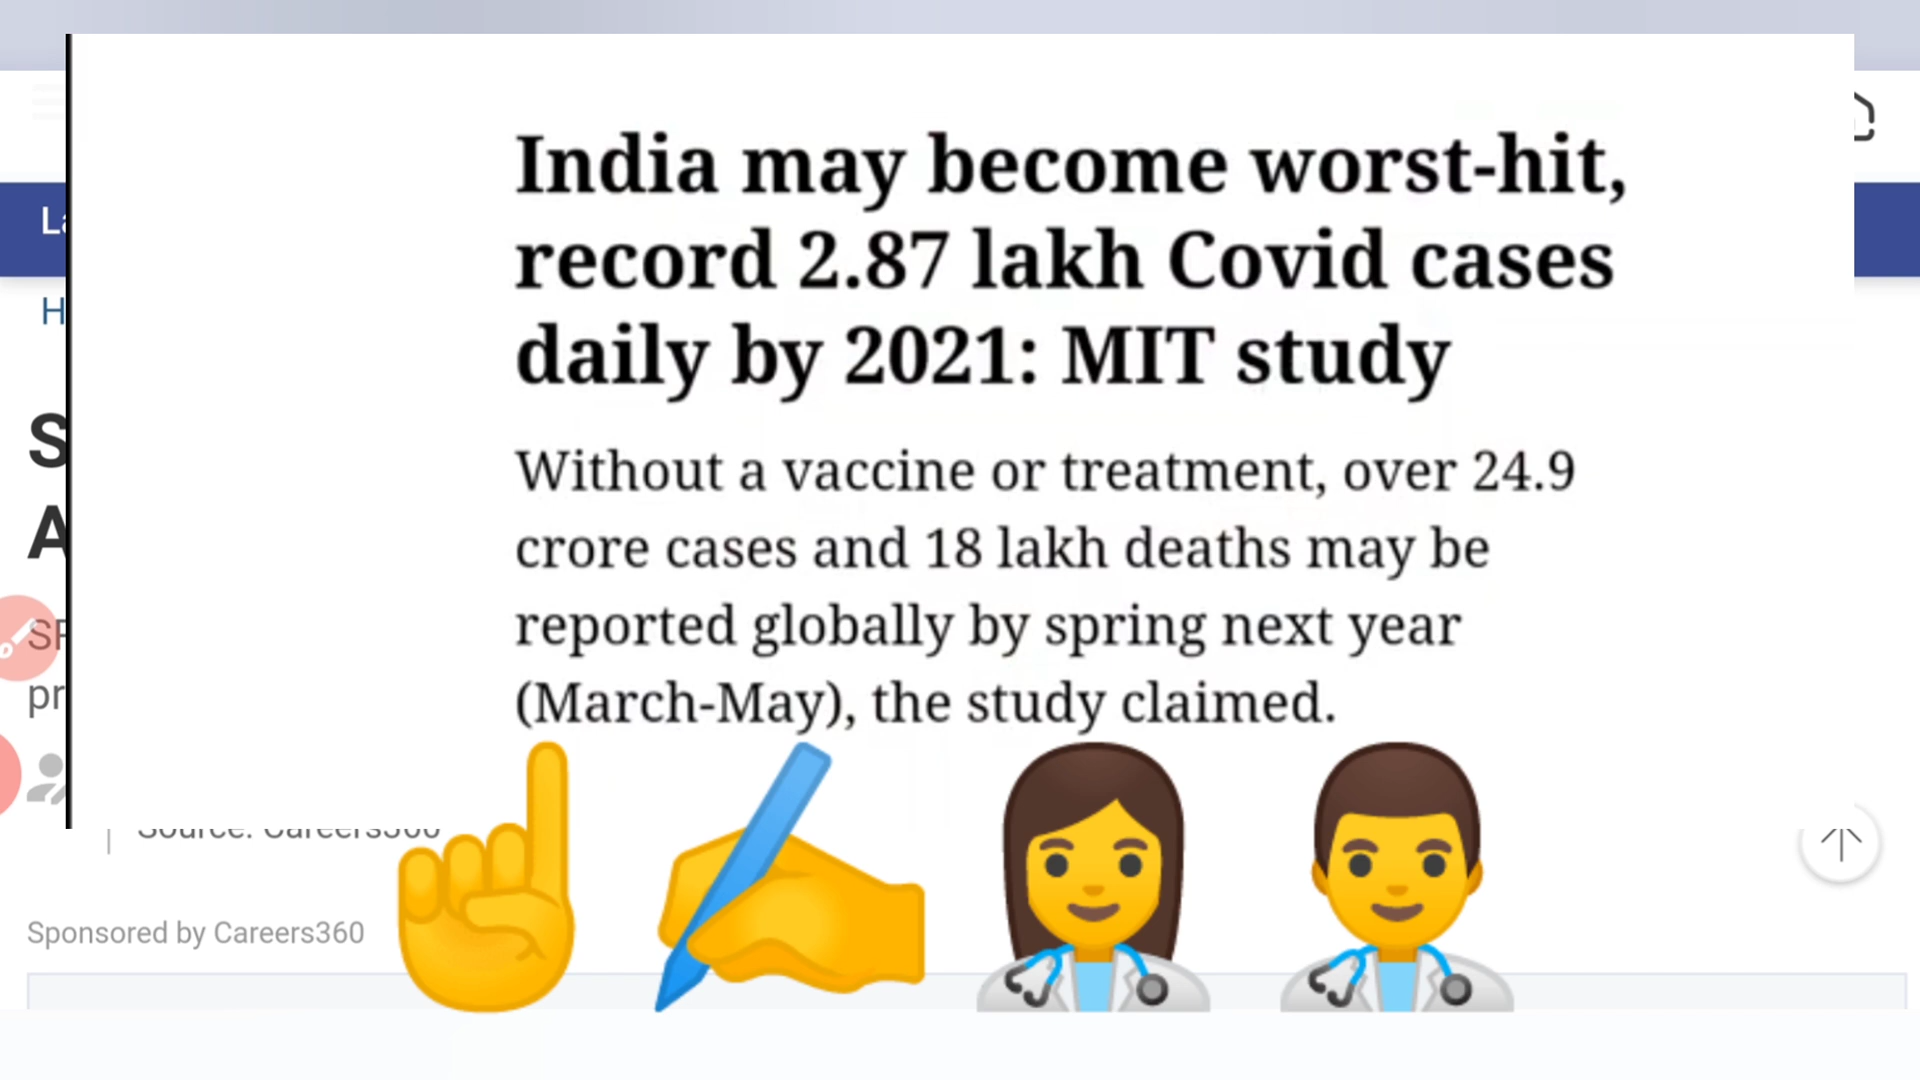 India may become worst-hit,
record 2.87 lakh Covid cases
daily by 2021: MIT study
Without a vaccine or treatment, over 24.9
crore cases and 18 lakh deaths may be
reported globally by spring next year
(March-May), the study claimed.
Source: Careers360
Sponsored by Careers360